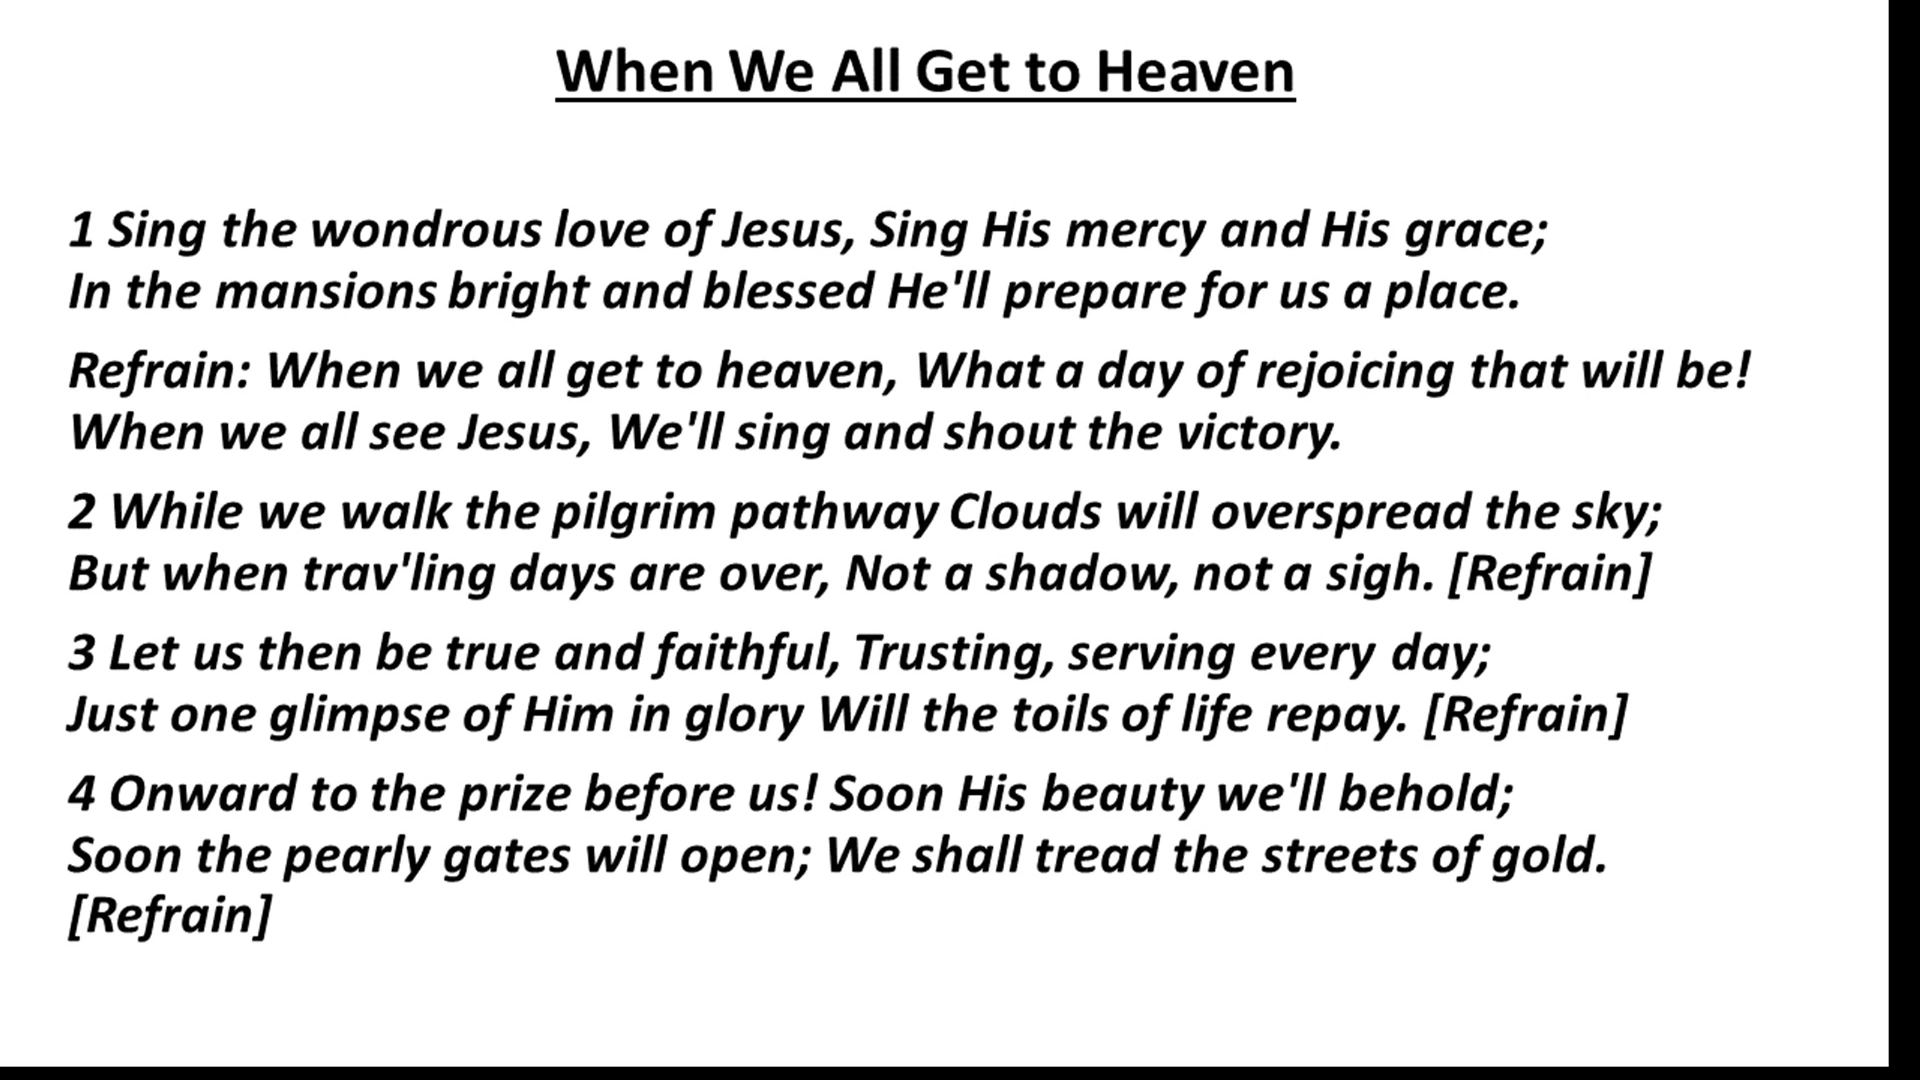 When We All Get to Heaven
1 Sing the wondrous love of Jesus, Sing His mercy and His grace;
In the mansions bright and blessed He'll prepare for us a place.
Refrain: When we all get to heaven, What a day of rejoicing that will be!
When we all see Jesus, We'll sing and shout the victory.
2 While we walk the pilgrim pathway Clouds will overspread the sky;
But when trav'ling days are over, Not a shadow, not a sigh. [Refrain]
3 Let us then be true and faithful, Trusting, serving every day;
Just one glimpse of Him in glory Will the toils of life repay. [Refrain]
4 Onward to the prize before us! Soon His beauty we'll behold;
Soon the pearly gates will open; We shall tread the streets of gold.
[Refrain]